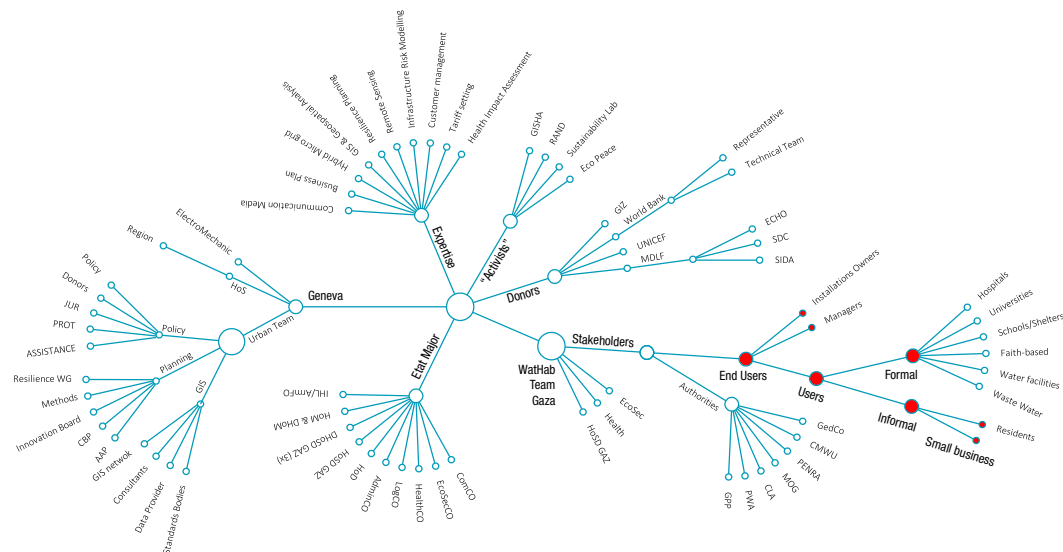 Communication Media
Business Plan
Hybrid Micro grid
GIS & Geospatial Analysis
Resilience Planning
Remote Sensing
Infrastructure Risk Modelling
Customer management
Tariff setting
Health Impact Assessment
Expertise
GISHA
RAND
Sustainability Lab
Eco Peace
“Activists”
Representative
Technical Team
GIZ
World Bank
UNICEF
MDLF
ECHO
SDC
SIDA
Donors
ElectroMechanic
Region
HoS
Geneva
Urban Team
Policy
Donors
JUR
PROT
ASSISTANCE
Policy
Planning
Resilience WG
Methods
Innovation Board
CBP
AAP
GIS
GIS netwok
Consultants
Data Provider
Standards Bodies
Etat Major
IHL/ArmFo
HoM & DHoM
DHSD GAZ (3x)
HOSD GAZ
HoD
AdminCO
LogCO
HealthCO
EcoSecCO
ComCO
WatHab
Team
Gaza
EcoSec
Health
HoSD GAZ
Stakeholders
Authorities
GedCo
CMWU
PENRA
MOG
CLA
PWA
GPP
Installations Owners
Managers
End Users
Users
Formal
Hospitals
Universities
Schools/Shelters
Faith-based
Water facilities
Waste Water
Informal
Residents
Small business